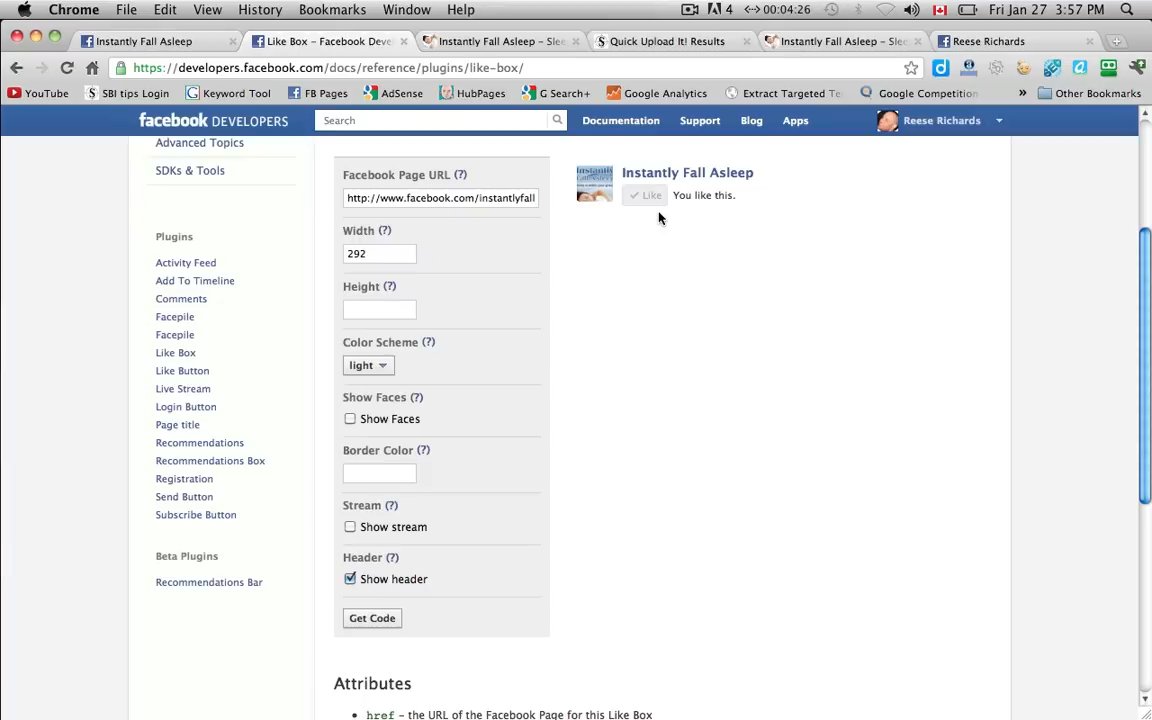 Chrome File Edit View History Bookmarks Window Help 4 00:04:26 Fri Jan 27 3:57 PM
Instantly Fall Asleep
Like Box – Facebook Deve
Instantly Fall Asleep – Slee
Quick Upload It! Results
Instantly Fall Asleep – Slee
Reese Richards
https://developers.facebook.com/docs/reference/plugins/like-box/
YouTube SBI tips Login Keyword Tool FB Pages AdSense HubPages G Search+ Google Analytics Extract Targeted Te Google Competition » Other Bookmarks
facebook DEVELOPERS Search Documentation Support Blog Apps Reese Richards
Advanced Topics
SDKs & Tools
Plugins
Activity Feed
Add To Timeline
Comments
Facepile
Facepile
Like Box
Like Button
Live Stream
Login Button
Page title
Recommendations
Recommendations Box
Registration
Send Button
Subscribe Button
Beta Plugins
Recommendations Bar
Facebook Page URL (?)
http://www.facebook.com/instantlyfall
Width (?)
292
Height (?)
Color Scheme (?)
light
Show Faces (?)
Show Faces
Border Color (?)
Stream (?)
Show stream
Header (?)
Show header
Get Code
Instantly Fall Asleep
Like You like this.
Attributes
• href – the URL of the Facebook Page for this Like Box